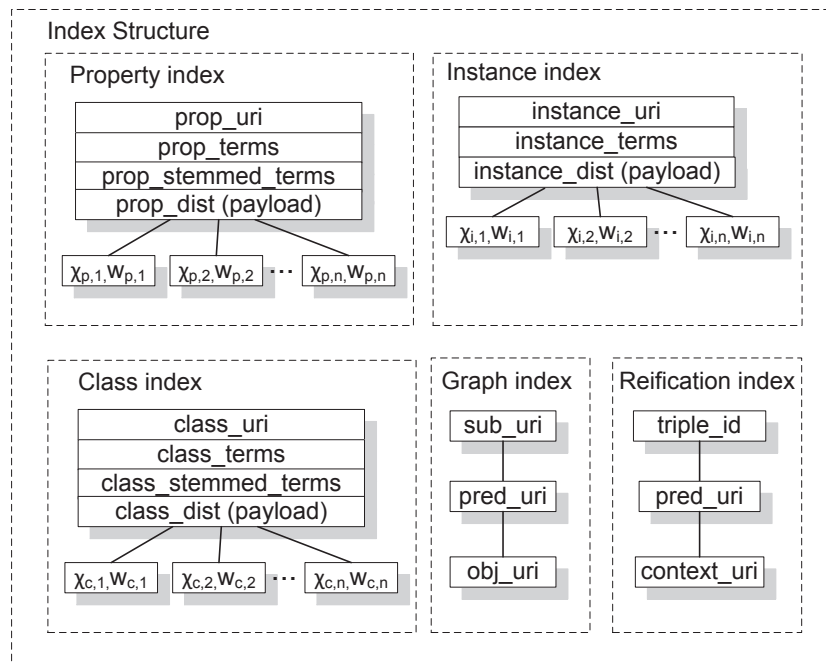 Index Structure
Property index
prop_uri
prop_terms
prop_stemmed_terms
prop_dist (payload)
χp,1,wp,1
χp,2,wp,2
...
χp,n,wp,n
Instance index
instance_uri
instance_terms
instance_dist (payload)
χi,1,wi,1
χi,2,wi,2
...
χi,n,wi,n
Class index
class_uri
class_terms
class_stemmed_terms
class_dist (payload)
χc,1,wc,1
χc,2,wc,2
...
χc,n,wc,n
Graph index
sub_uri
pred_uri
obj_uri
Reification index
triple_id
pred_uri
context_uri